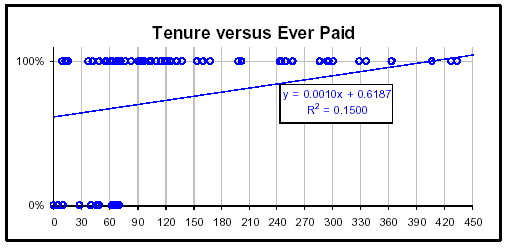 Tenure versus Ever Paid
100%
y = 0.0010x + 0.6187
R² = 0.1500
0%
0 30 60 90 120 150 180 210 240 270 300 330 360 390 420 450